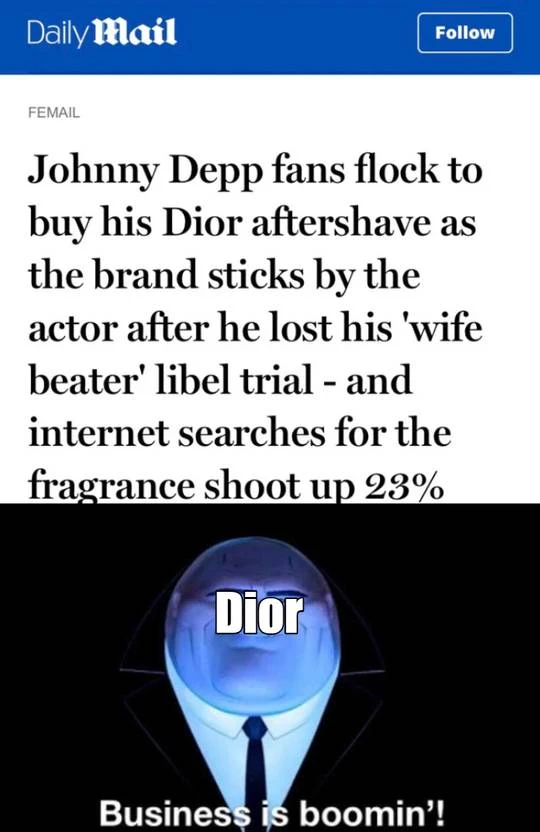 Daily Mail
Follow
FEMAIL
Johnny Depp fans flock to
buy his Dior aftershave as
the brand sticks by the
actor after he lost his 'wife
beater' libel trial - and
internet searches for the
fragrance shoot up 23%
Dior
Business is boomin'!